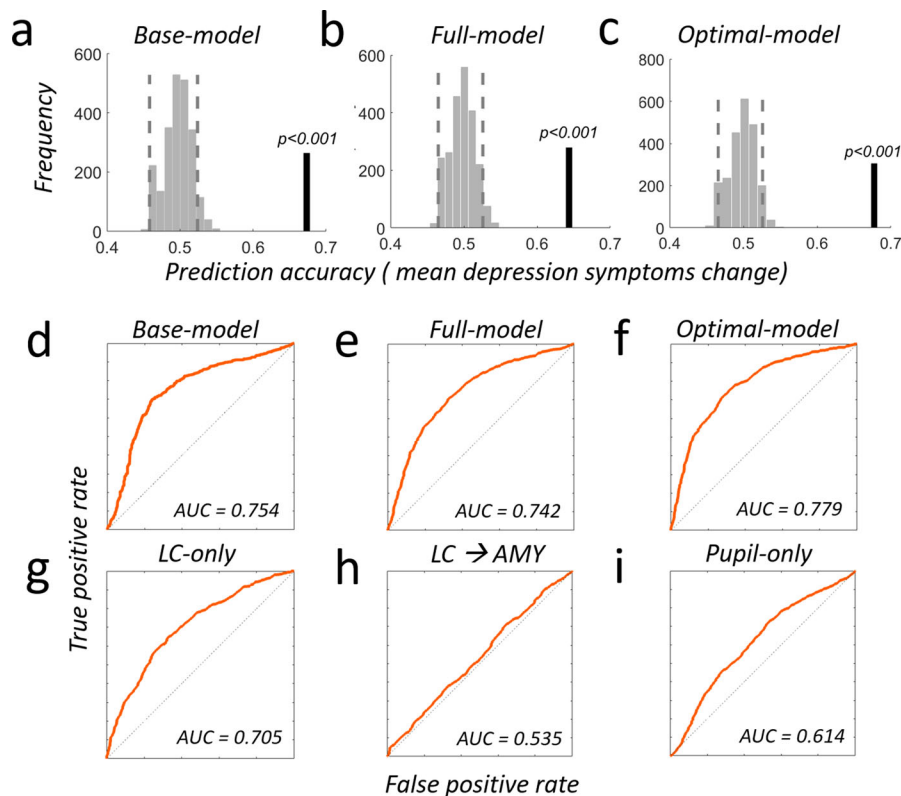 a Base-model
b Full-model
c Optimal-model
Frequency
600
400
200
0
p<0.001
0.4 0.5 0.6 0.7
600
400
200
0
p<0.001
0.4 0.5 0.6 0.7
800
600
400
200
0
p<0.001
0.4 0.5 0.6 0.7
Prediction accuracy ( mean depression symptoms change)
True positive rate
d Base-model
AUC = 0.754
e Full-model
AUC = 0.742
f Optimal-model
AUC = 0.779
g LC-only
AUC = 0.705
h LC → AMY
AUC = 0.535
i Pupil-only
AUC = 0.614
False positive rate